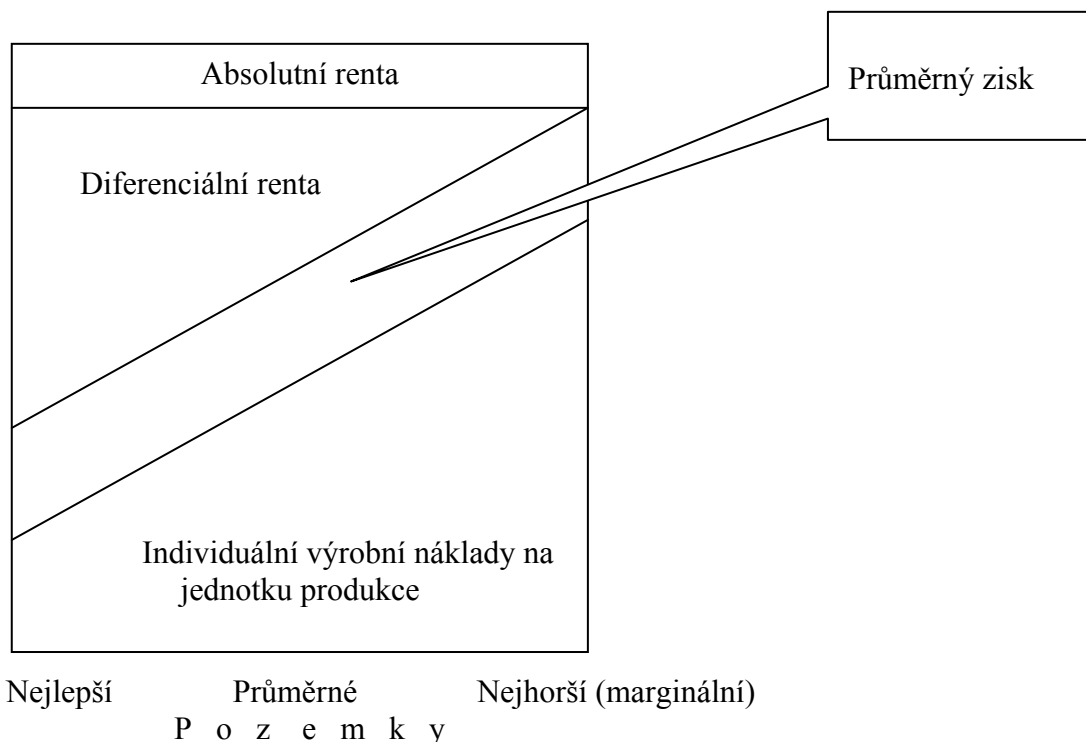 Absolutní renta
Průměrný zisk
Diferenciální renta
Individuální výrobní náklady na
jednotku produkce
Nejlepší Průměrné Nejhorší (marginální)
P o z e m k y